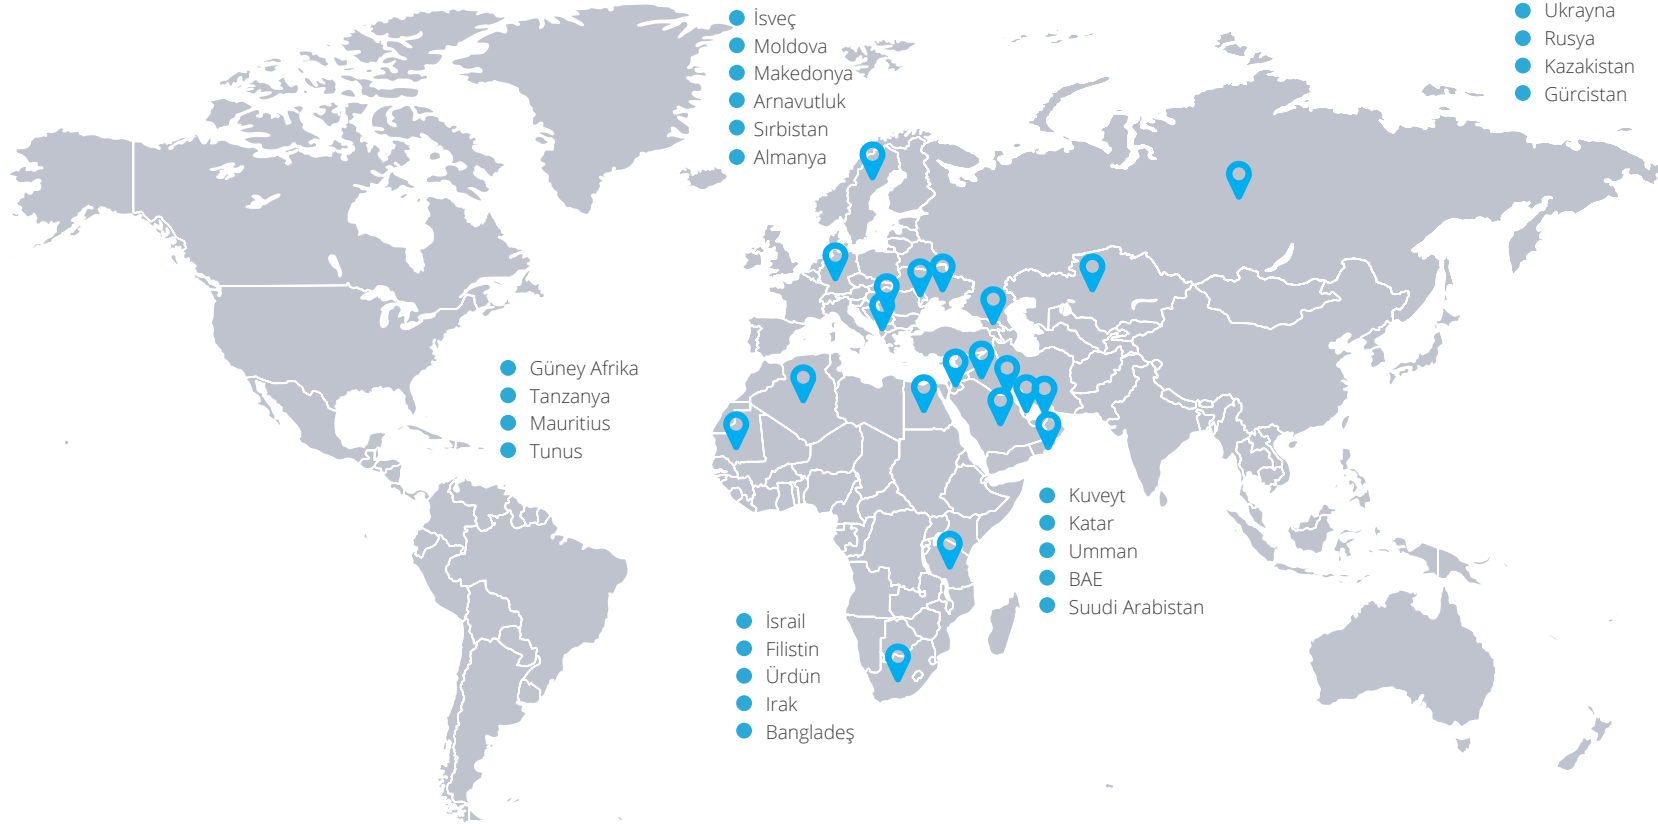 İsveç
Moldova
Makedonya
Arnavutluk
Sırbistan
Almanya
Ukrayna
Rusya
Kazakistan
Gürcistan
Güney Afrika
Tanzanya
Mauritius
Tunus
Kuveyt
Katar
Umman
BAE
Suudi Arabistan
İsrail
Filistin
Ürdün
Irak
Bangladeş